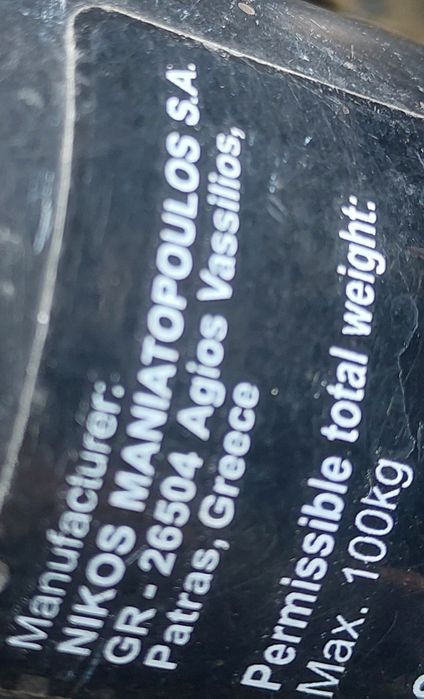 Manufacturer:
NIKOS MANIATOPOULOS S.A.
GR - 26504 Agios Vassilios,
Patras, Greece
Permissible total weight:
Max. 100kg